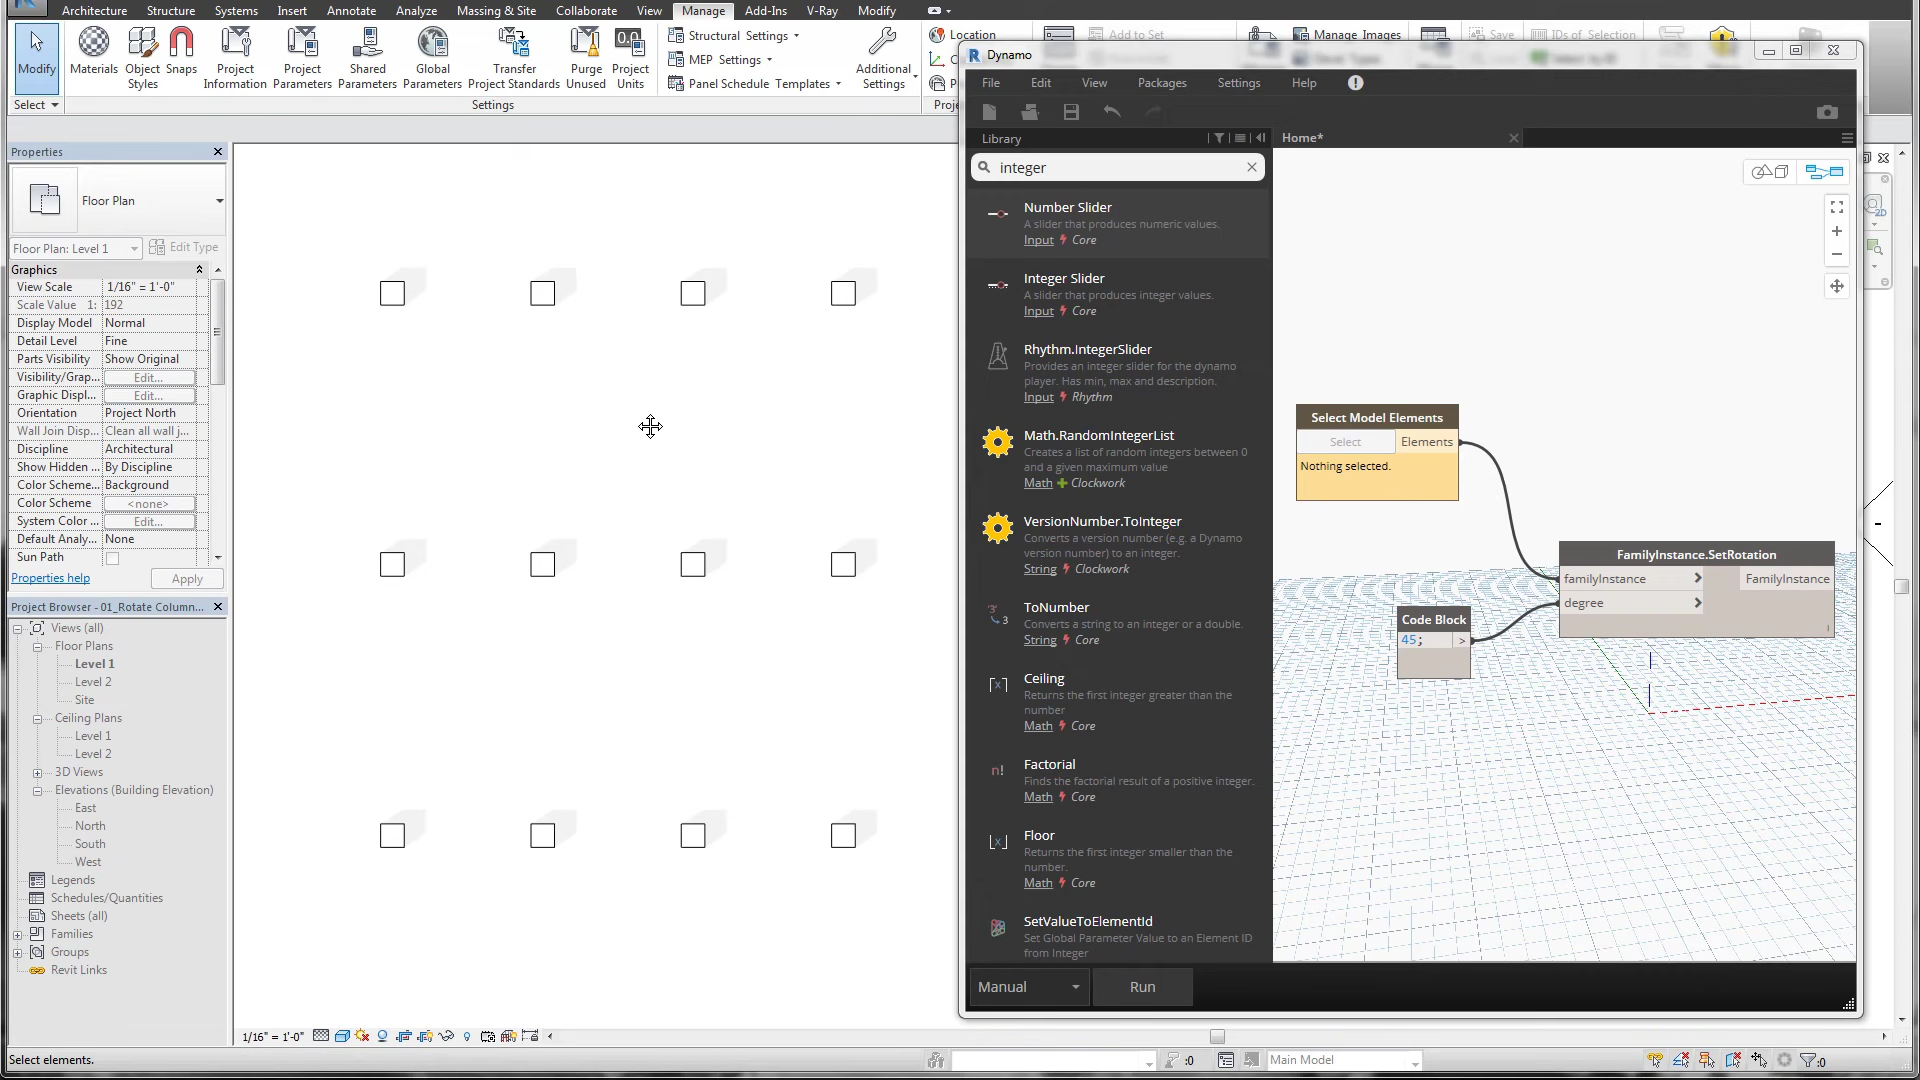 Architecture Structure Systems Insert Annotate Analyze Massing & Site Collaborate View Manage Add-Ins V-Ray Modify
Modify
Materials
Object Styles
Snaps
Project Information
Project Parameters
Shared Parameters
Global Parameters
Transfer Project Standards
Purge Unused
Project Units
Structural Settings
MEP Settings
Panel Schedule Templates
Additional Settings
Location
Add to Set
Manage Images
Save
IDs of Selection
Select
Settings
Properties
Floor Plan
Floor Plan: Level 1 Edit Type
Graphics
View Scale 1/16" = 1'-0"
Scale Value 1: 192
Display Model Normal
Detail Level Fine
Parts Visibility Show Original
Visibility/Grap... Edit...
Graphic Displ... Edit...
Orientation Project North
Wall Join Disp... Clean all wall j...
Discipline Architectural
Show Hidden ... By Discipline
Color Scheme... Background
Color Scheme <none>
System Color ... Edit...
Default Analy... None
Sun Path
Properties help Apply
Project Browser - 01_Rotate Column...
Views (all)
Floor Plans
Level 1
Level 2
Site
Ceiling Plans
Level 1
Level 2
3D Views
Elevations (Building Elevation)
East
North
South
West
Legends
Schedules/Quantities
Sheets (all)
Families
Groups
Revit Links
Dynamo
File Edit View Packages Settings Help
Library
Home*
integer
Number Slider
A slider that produces numeric values.
Input Core
Integer Slider
A slider that produces integer values.
Input Core
Rhythm.IntegerSlider
Provides an integer slider for the dynamo
player. Has min, max and description.
Input Rhythm
Math.RandomIntegerList
Creates a list of random integers between 0
and a given maximum value
Math Clockwork
VersionNumber.ToInteger
Converts a version number (e.g. a Dynamo
version number) to an integer.
String Clockwork
ToNumber
Converts a string to an integer or a double.
String Core
Ceiling
Returns the first integer greater than the
number
Math Core
Factorial
Finds the factorial result of a positive integer.
Math Core
Floor
Returns the first integer smaller than the
number.
Math Core
SetValueToElementId
Set Global Parameter Value to an Element ID
from Integer
Select Model Elements
Select Elements
Nothing selected.
Code Block
45; >
FamilyInstance.SetRotation
familyInstance > FamilyInstance
degree >
Manual Run
1/16" = 1'-0"
Select elements.
:0
Main Model
:0